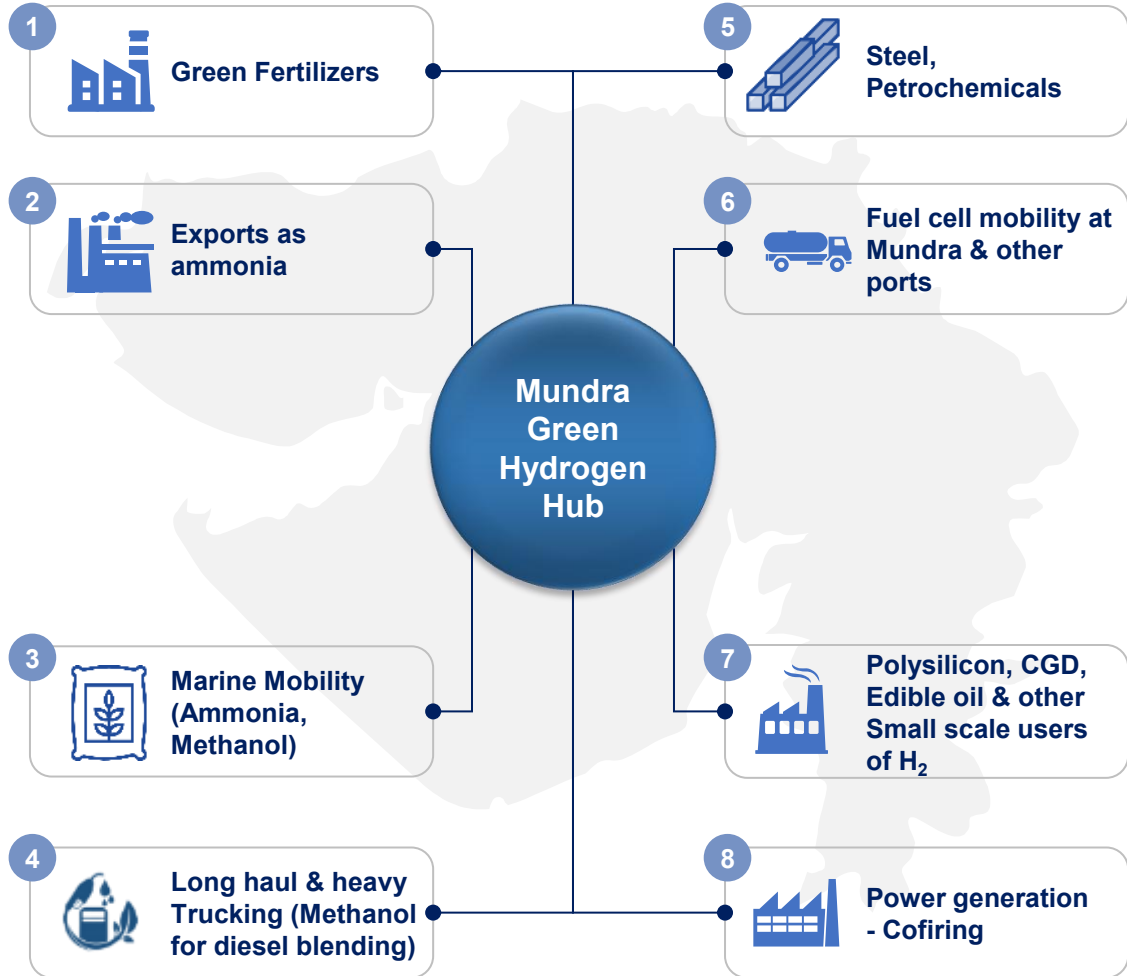 1
Green Fertilizers
2
Exports as
ammonia
3
Marine Mobility
(Ammonia,
Methanol)
4
Long haul & heavy
Trucking (Methanol
for diesel blending)
Mundra
Green
Hydrogen
Hub
5
Steel,
Petrochemicals
6
Fuel cell mobility at
Mundra & other
ports
7
Polysilicon, CGD,
Edible oil & other
Small scale users
of H₂
8
Power generation
- Cofiring